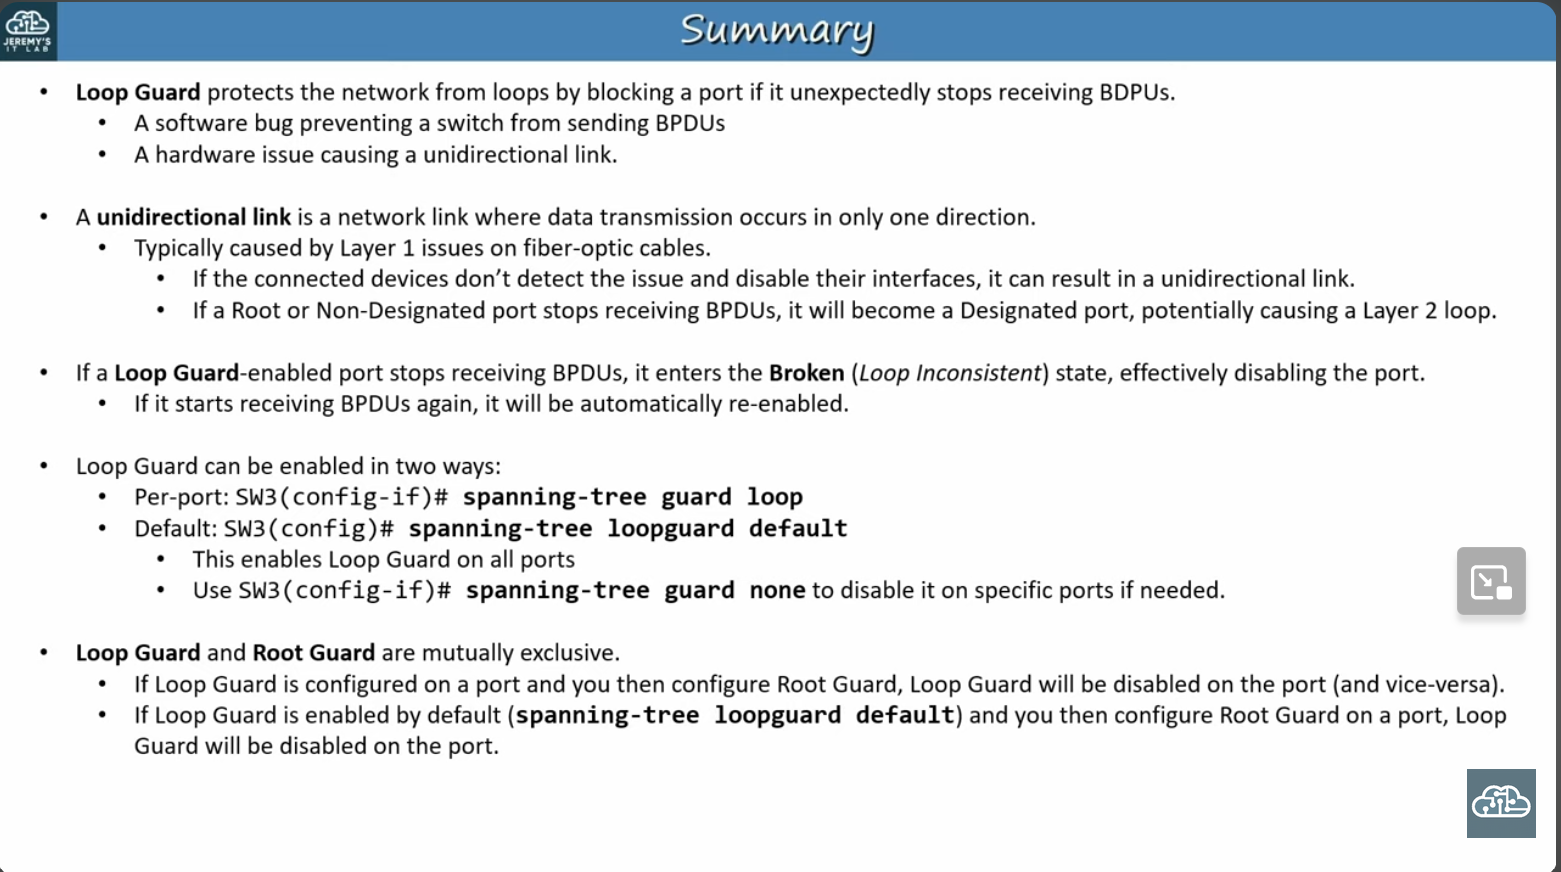 JEREMY'S
IT LAB
Summary
• Loop Guard protects the network from loops by blocking a port if it unexpectedly stops receiving BDPUs.
• A software bug preventing a switch from sending BPDUs
• A hardware issue causing a unidirectional link.
• A unidirectional link is a network link where data transmission occurs in only one direction.
• Typically caused by Layer 1 issues on fiber-optic cables.
• If the connected devices don't detect the issue and disable their interfaces, it can result in a unidirectional link.
• If a Root or Non-Designated port stops receiving BPDUs, it will become a Designated port, potentially causing a Layer 2 loop.
• If a Loop Guard-enabled port stops receiving BPDUs, it enters the Broken (Loop Inconsistent) state, effectively disabling the port.
• If it starts receiving BPDUs again, it will be automatically re-enabled.
• Loop Guard can be enabled in two ways:
• Per-port: SW3(config-if)# spanning-tree guard loop
• Default: SW3(config)# spanning-tree loopguard default
• This enables Loop Guard on all ports
• Use SW3(config-if)# spanning-tree guard none to disable it on specific ports if needed.
• Loop Guard and Root Guard are mutually exclusive.
• If Loop Guard is configured on a port and you then configure Root Guard, Loop Guard will be disabled on the port (and vice-versa).
• If Loop Guard is enabled by default (spanning-tree loopguard default) and you then configure Root Guard on a port, Loop
Guard will be disabled on the port.